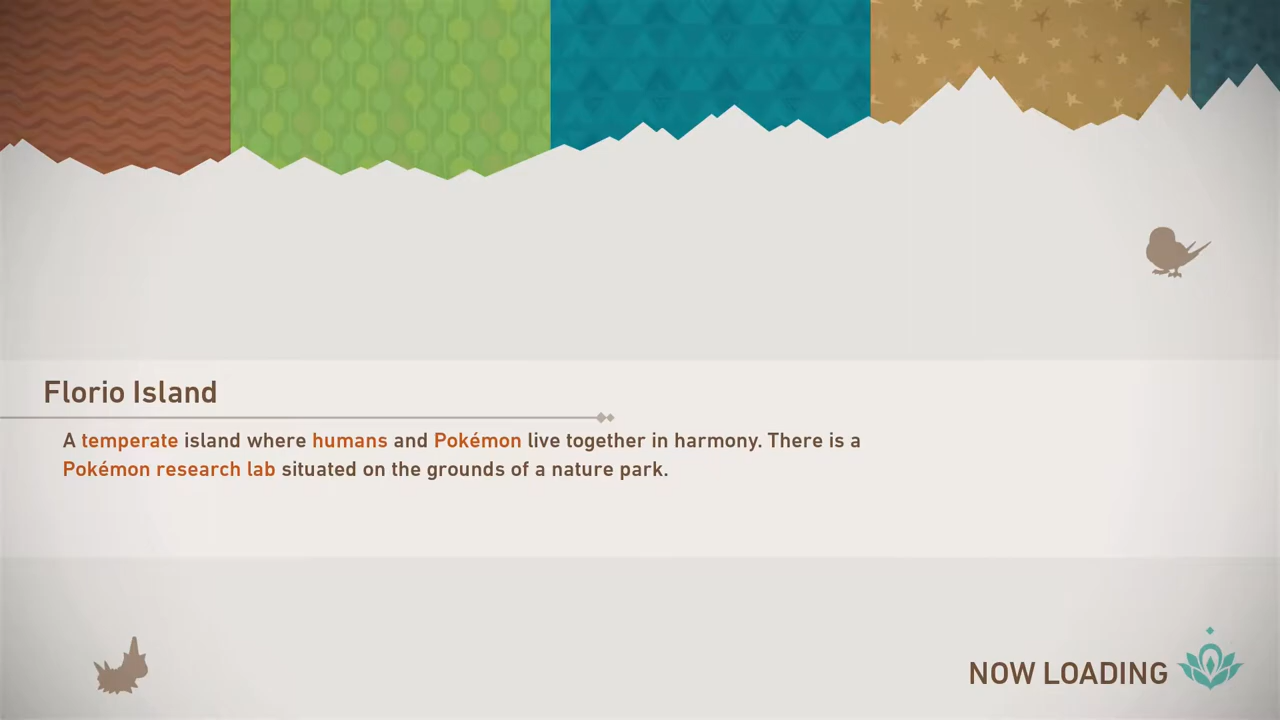 Florio Island
A temperate island where humans and Pokémon live together in harmony. There is a
Pokémon research lab situated on the grounds of a nature park.
NOW LOADING